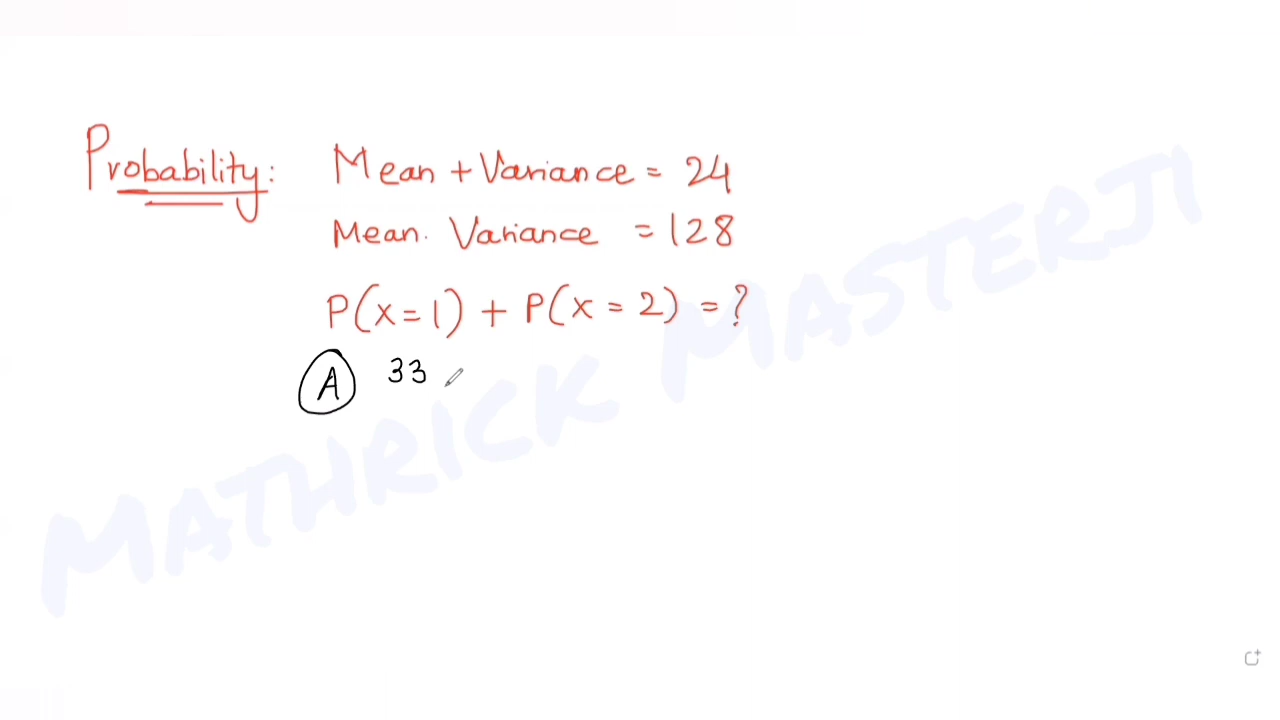 Probability: Mean + Variance = 24
Mean. Variance = 128
P(x = 1) + P(x = 2) = ?
A 33
MATHRICK MASTERJI